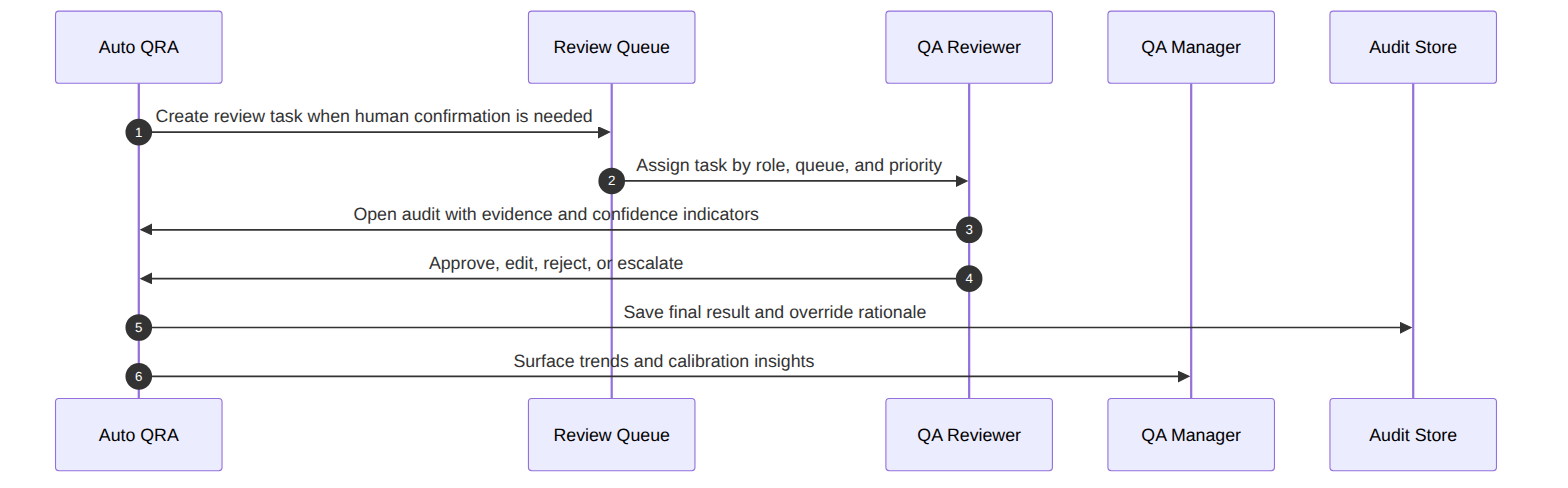 Auto QRA
Review Queue
QA Reviewer
QA Manager
Audit Store
Create review task when human confirmation is needed
1
Assign task by role, queue, and priority
2
Open audit with evidence and confidence indicators
3
Approve, edit, reject, or escalate
4
Save final result and override rationale
5
Surface trends and calibration insights
6
Auto QRA
Review Queue
QA Reviewer
QA Manager
Audit Store